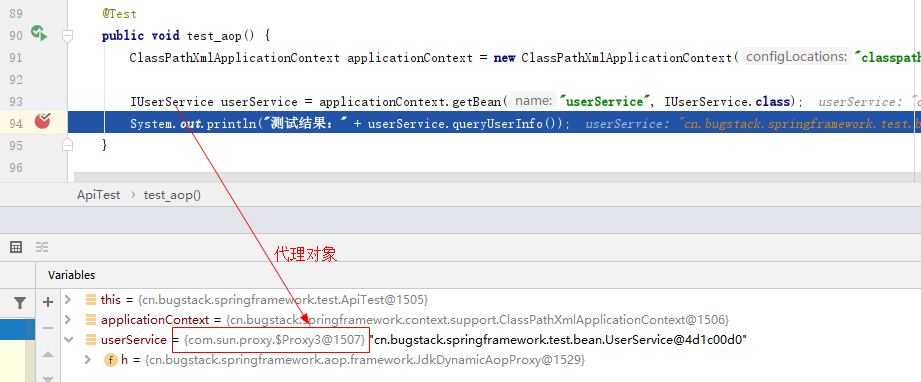 89 @Test
90 public void test_aop() {
91 ClassPathXmlApplicationContext applicationContext = new ClassPathXmlApplicationContext( configLocations: "classpath
92
93 IUserService userService = applicationContext.getBean( name: "userService", IUserService.class); userService: "c
94 System.out.println("测试结果：" + userService.queryUserInfo()); userService: "cn.bugstack.springframework.test.b
95 }
96
ApiTest > test_aop()
代理对象
Variables
this = {cn.bugstack.springframework.test.ApiTest@1505}
applicationContext = {cn.bugstack.springframework.context.support.ClassPathXmlApplicationContext@1506}
userService = {com.sun.proxy.$Proxy3@1507} "cn.bugstack.springframework.test.bean.UserService@4d1c00d0"
f h = {cn.bugstack.springframework.aop.framework.JdkDynamicAopProxy@1529}